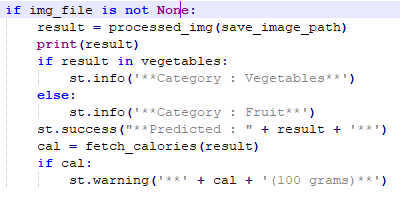 if img_file is not None:
    result = processed_img(save_image_path)
    print(result)
    if result in vegetables:
        st.info('**Category : Vegetables**')
    else:
        st.info('**Category : Fruit**')
    st.success("**Predicted : " + result + '**')
    cal = fetch_calories(result)
    if cal:
        st.warning('**' + cal + '(100 grams)**')